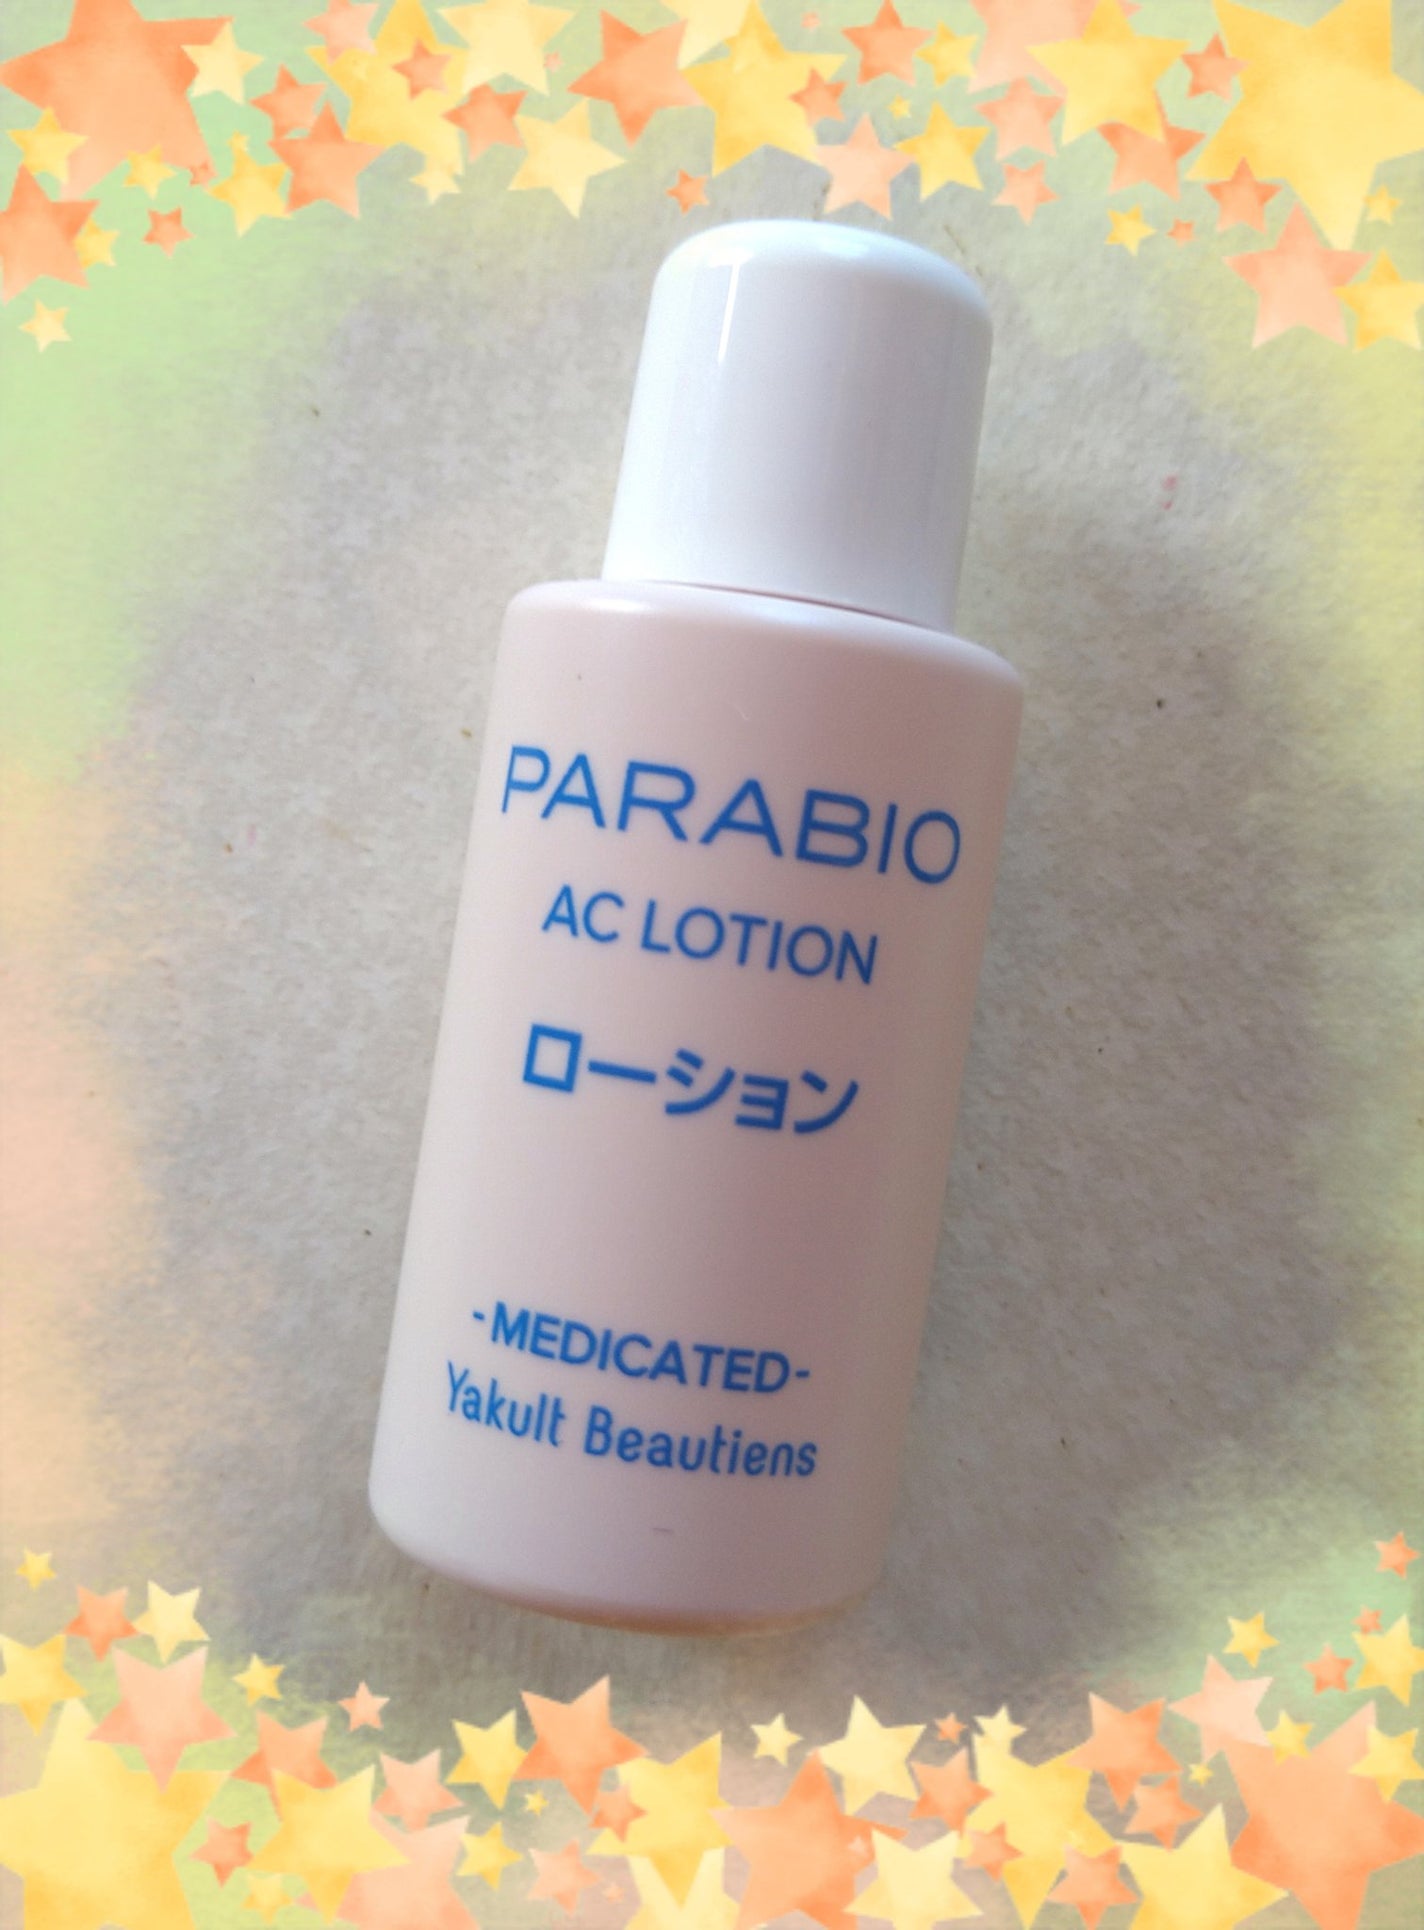 PARABIO
AC LOTION
ローション
-MEDICATED-
Yakult Beautiens